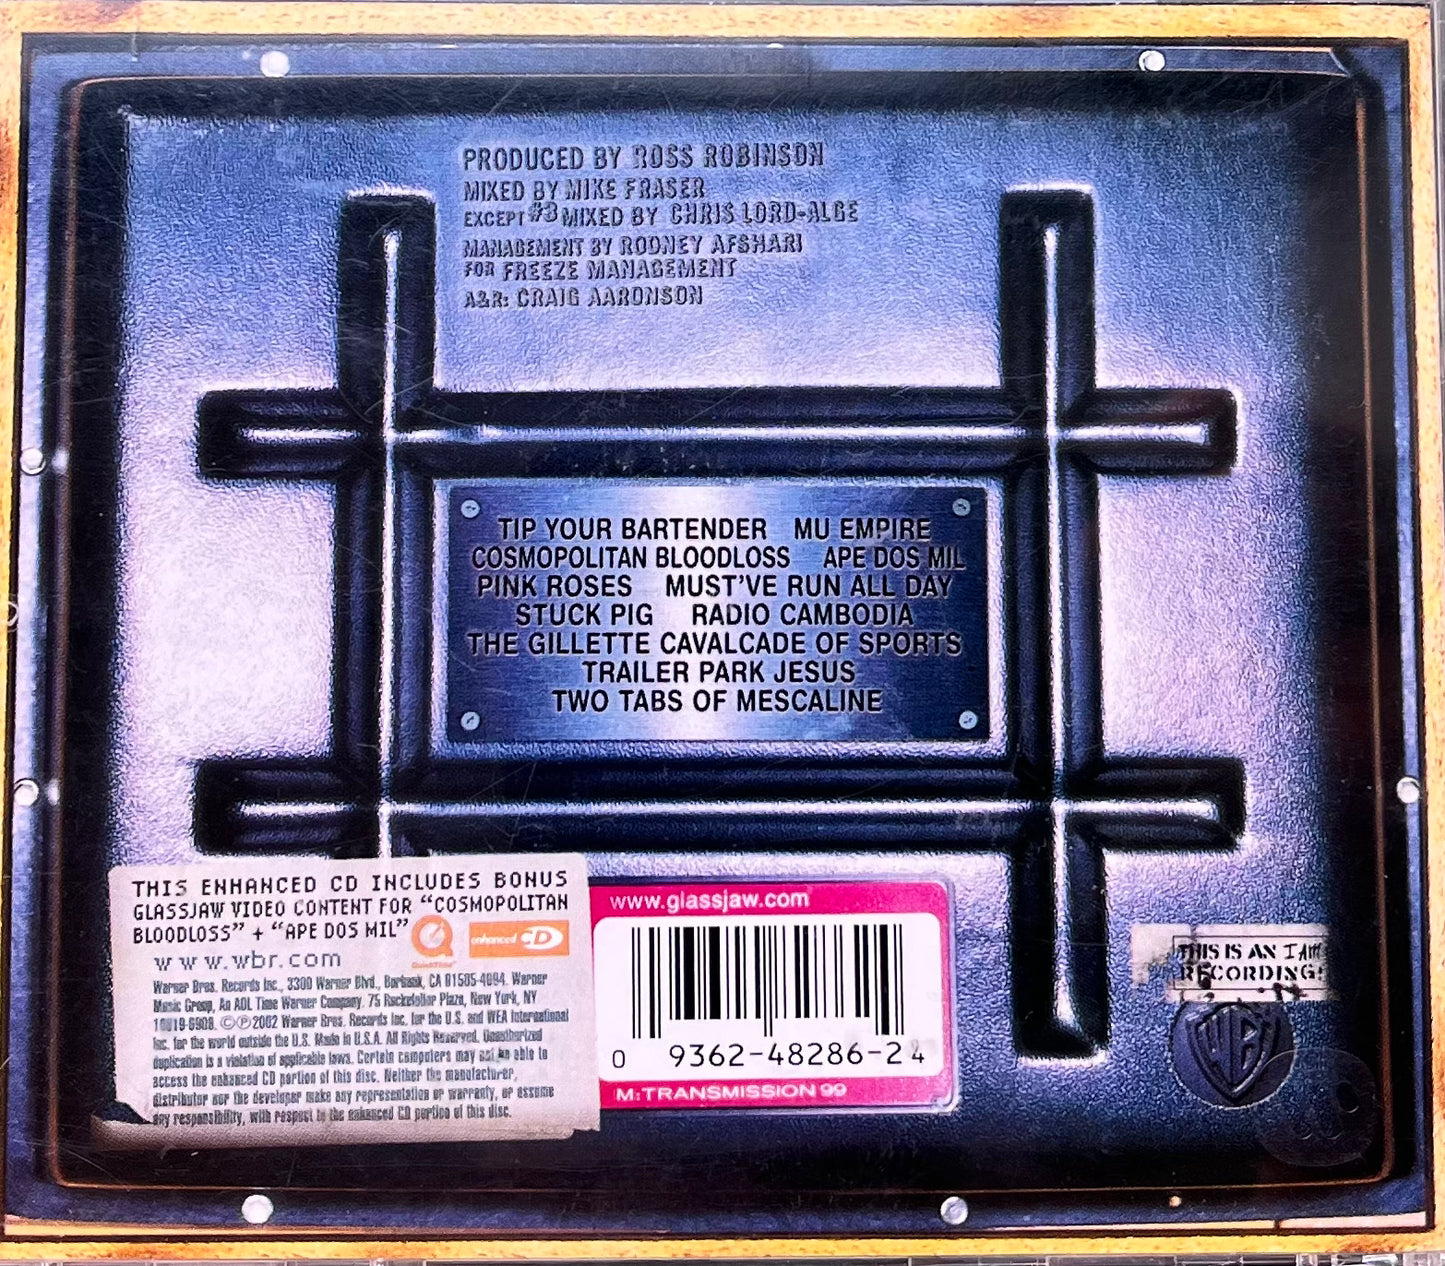 PRODUCED BY ROSS ROBINSON
MIXED BY MIKE FRASER
EXCEPT #3 MIXED BY CHRIS LORD-ALGE
MANAGEMENT BY RODNEY AFSHARI
FOR FREEZE MANAGEMENT
A&R: CRAIG AARONSON
TIP YOUR BARTENDER MU EMPIRE
COSMOPOLITAN BLOODLOSS APE DOS MIL
PINK ROSES MUST'VE RUN ALL DAY
STUCK PIG RADIO CAMBODIA
THE GILLETTE CAVALCADE OF SPORTS
TRAILER PARK JESUS
TWO TABS OF MESCALINE
THIS ENHANCED CD INCLUDES BONUS
GLASSJAW VIDEO CONTENT FOR "COSMOPOLITAN
BLOODLOSS" + "APE DOS MIL"
QuickTime
enhanced CD
www.wbr.com
Warner Bros. Records Inc., 3300 Warner Blvd., Burbank, CA 91505-4694. Warner
Music Group, An AOL Time Warner Company. 75 Rockefeller Plaza, New York, NY
10019-6908. ©℗2002 Warner Bros. Records Inc. for the U.S. and WEA International
Inc. for the world outside the U.S. Made in U.S.A. All Rights Reserved. Unauthorized
duplication is a violation of applicable laws. Certain computers may not be able to
access the enhanced CD portion of this disc. Neither the manufacturer,
distributor nor the developer make any representation or warranty, or assume
any responsibility, with respect to the enhanced CD portion of this disc.
www.glassjaw.com
0 9362-48286-2 4
M:TRANSMISSION 99
THIS IS AN I AM
RECORDING!
WB